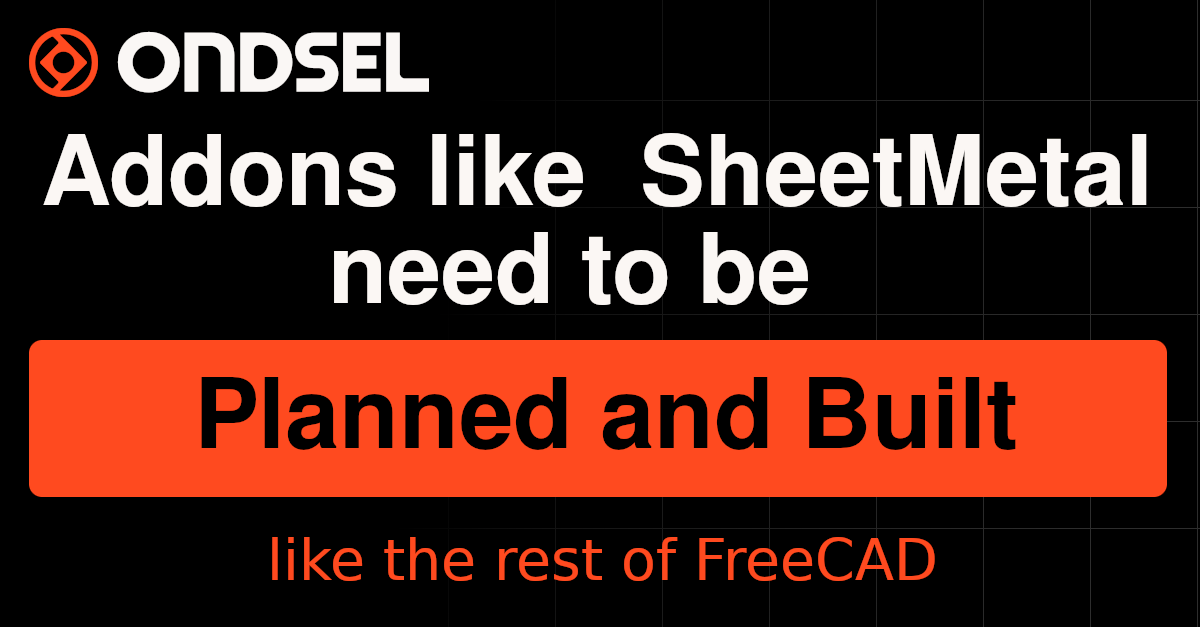 ONDSEL
Addons like SheetMetal
need to be
Planned and Built
like the rest of FreeCAD